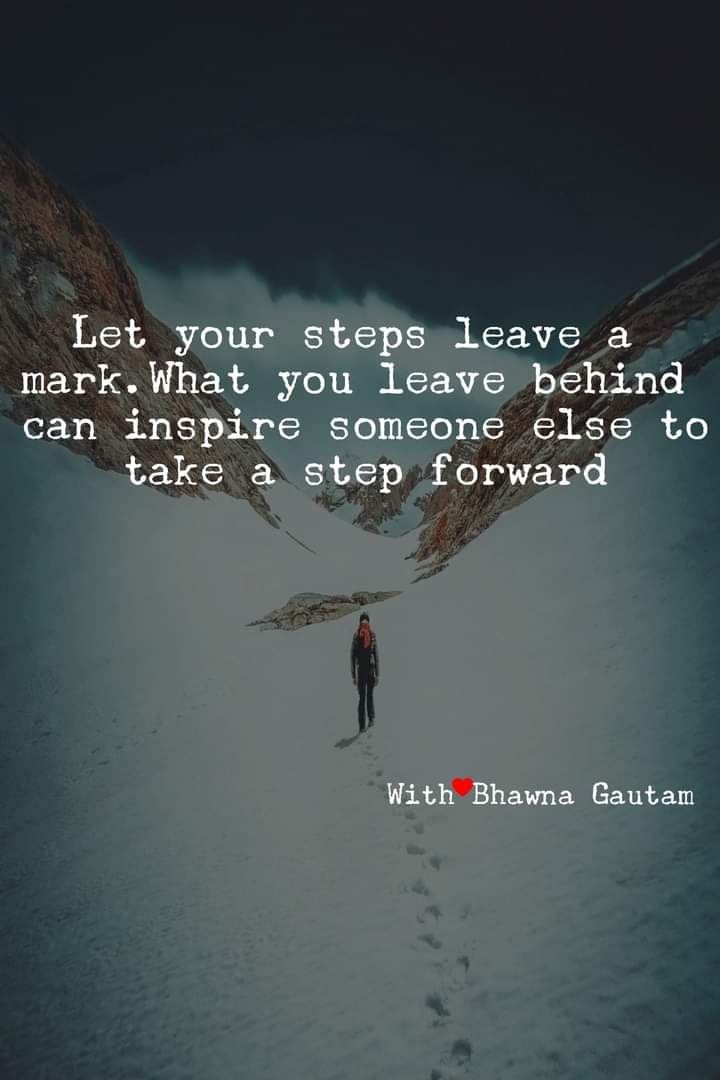 Let your steps leave a
mark.What you leave behind
can inspire someone else to
take a step forward
With❤Bhawna Gautam